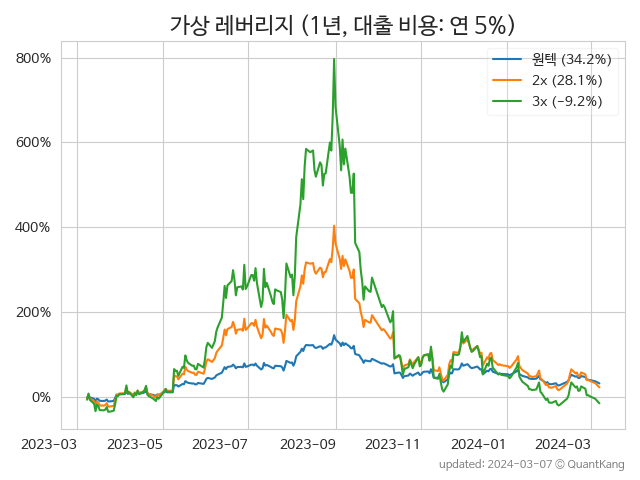 가상 레버리지 (1년, 대출 비용: 연 5%)
원텍 (34.2%)
2x (28.1%)
3x (−9.2%)
800%
600%
400%
200%
0%
2023-03 2023-05 2023-07 2023-09 2023-11 2024-01 2024-03
updated: 2024-03-07 © QuantKang